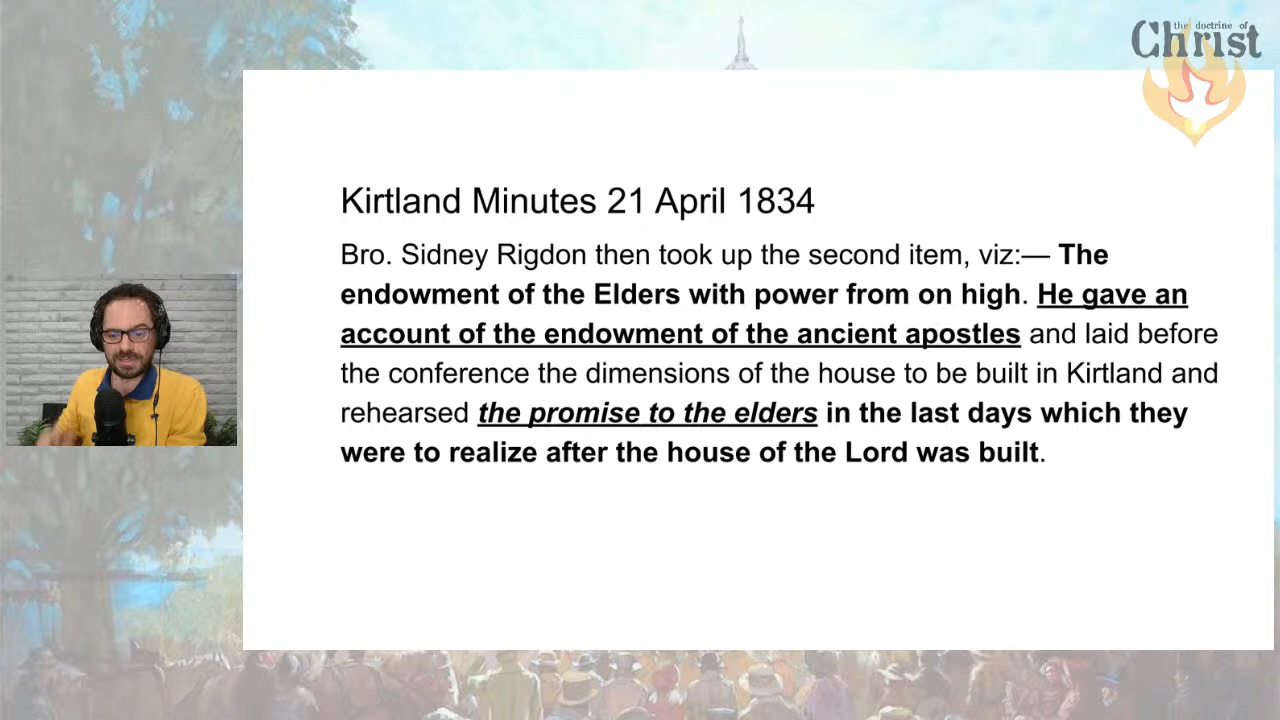 the doctrine of
Christ
Kirtland Minutes 21 April 1834
Bro. Sidney Rigdon then took up the second item, viz:— The
endowment of the Elders with power from on high. He gave an
account of the endowment of the ancient apostles and laid before
the conference the dimensions of the house to be built in Kirtland and
rehearsed the promise to the elders in the last days which they
were to realize after the house of the Lord was built.